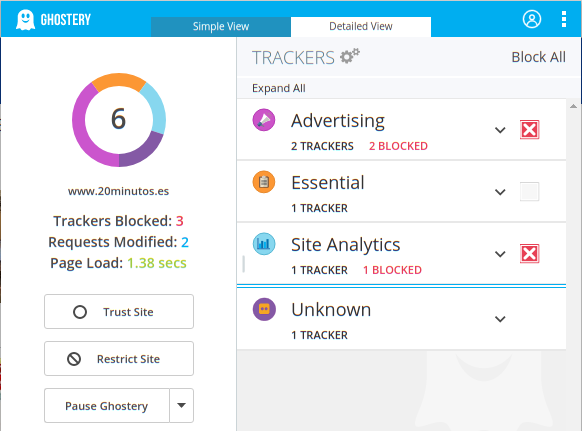 GHOSTERY
Simple View
Detailed View
6
www.20minutos.es
Trackers Blocked: 3
Requests Modified: 2
Page Load: 1.38 secs
Trust Site
Restrict Site
Pause Ghostery
TRACKERS
Block All
Expand All
Advertising
2 TRACKERS 2 BLOCKED
Essential
1 TRACKER
Site Analytics
1 TRACKER 1 BLOCKED
Unknown
1 TRACKER